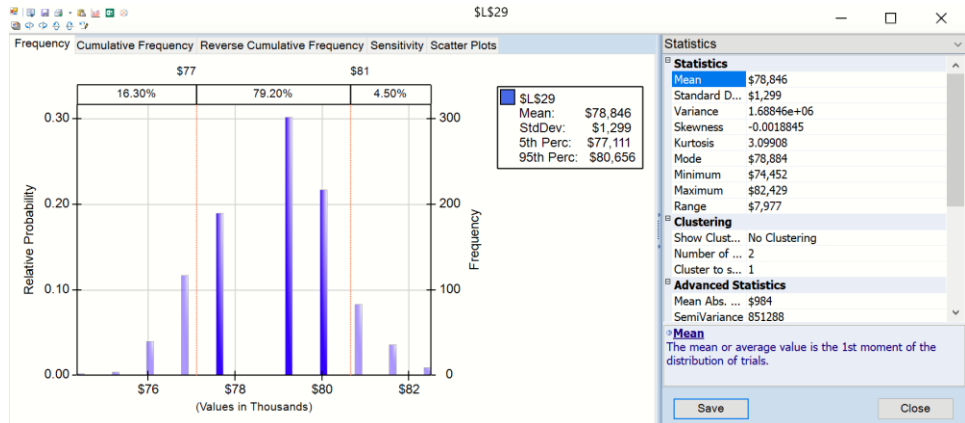 $L$29
Frequency Cumulative Frequency Reverse Cumulative Frequency Sensitivity Scatter Plots
$77 $81
16.30% 79.20% 4.50%
0.30 300
0.20 200
0.10 100
0.00 0
Relative Probability
Frequency
$76 $78 $80 $82
(Values in Thousands)
$L$29
Mean: $78,846
StdDev: $1,299
5th Perc: $77,111
95th Perc: $80,656
Statistics
Statistics
Mean $78,846
Standard D... $1,299
Variance 1.68846e+06
Skewness -0.0018845
Kurtosis 3.09908
Mode $78,884
Minimum $74,452
Maximum $82,429
Range $7,977
Clustering
Show Clust... No Clustering
Number of ... 2
Cluster to s... 1
Advanced Statistics
Mean Abs. ... $984
SemiVariance 851288
Mean
The mean or average value is the 1st moment of the
distribution of trials.
Save Close